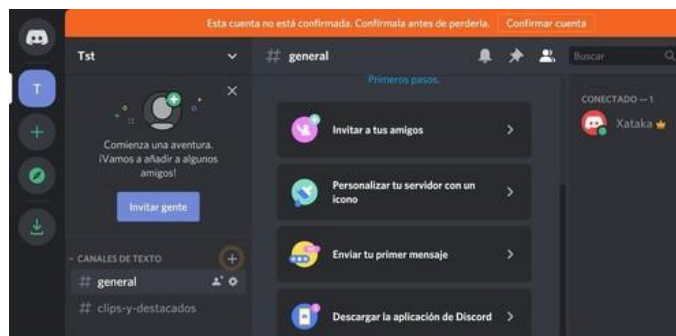 Esta cuenta no está confirmada. Confírmala antes de perderla. Confirmar cuenta
Tst
general
Buscar
T
Primeros pasos.
Comienza una aventura.
¡Vamos a añadir a algunos
amigos!
Invitar gente
Invitar a tus amigos
Personalizar tu servidor con un
icono
Enviar tu primer mensaje
Descargar la aplicación de Discord
CANALES DE TEXTO
# general
# clips-y-destacados
CONECTADO — 1
Xataka